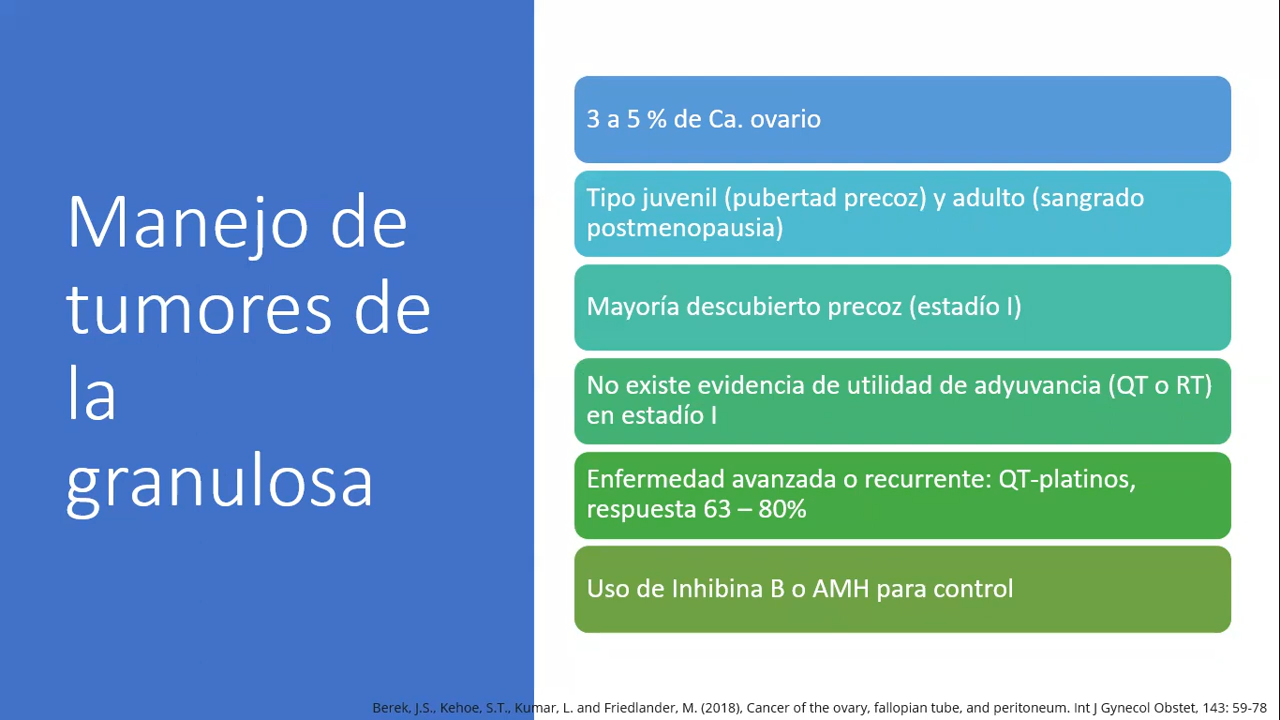 Manejo de
tumores de
la
granulosa
3 a 5 % de Ca. ovario
Tipo juvenil (pubertad precoz) y adulto (sangrado
postmenopausia)
Mayoría descubierto precoz (estadío I)
No existe evidencia de utilidad de adyuvancia (QT o RT)
en estadío I
Enfermedad avanzada o recurrente: QT-platinos,
respuesta 63 – 80%
Uso de Inhibina B o AMH para control
Berek, J.S., Kehoe, S.T., Kumar, L. and Friedlander, M. (2018), Cancer of the ovary, fallopian tube, and peritoneum. Int J Gynecol Obstet, 143: 59-78